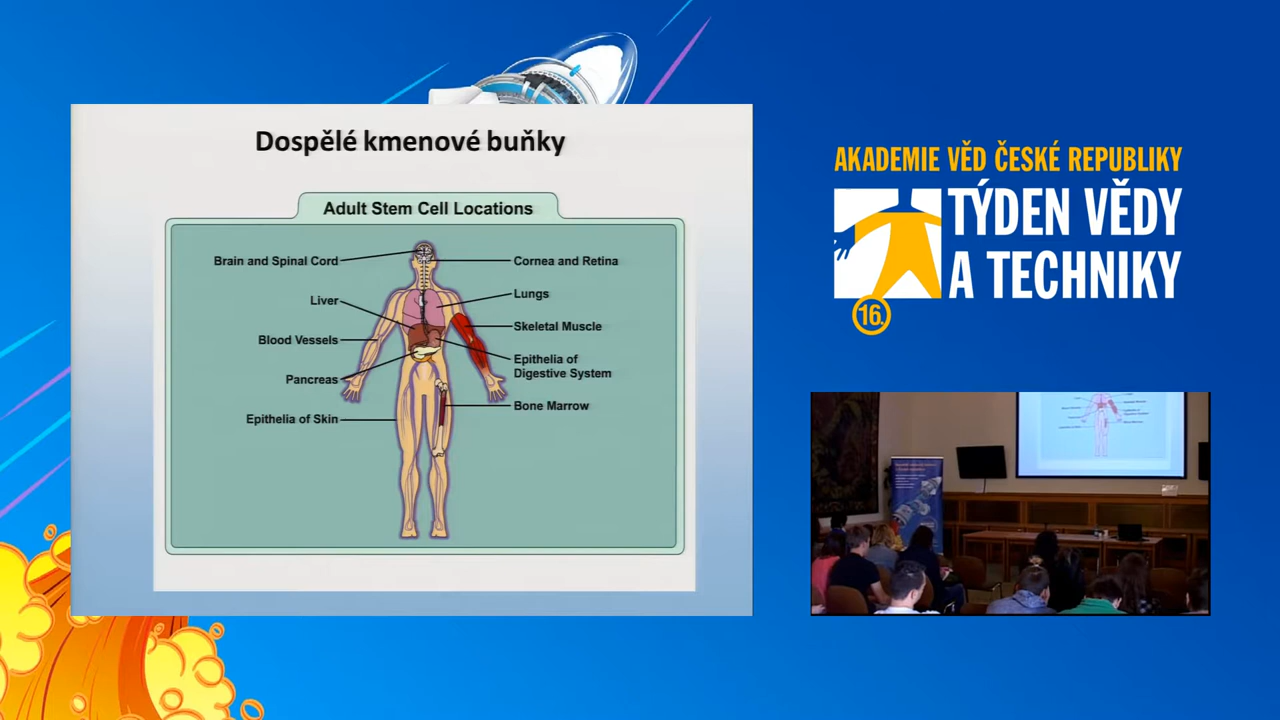 Dospělé kmenové buňky
Adult Stem Cell Locations
Brain and Spinal Cord
Liver
Blood Vessels
Pancreas
Epithelia of Skin
Cornea and Retina
Lungs
Skeletal Muscle
Epithelia of
Digestive System
Bone Marrow
AKADEMIE VĚD ČESKÉ REPUBLIKY
TÝDEN VĚDY
A TECHNIKY
16.